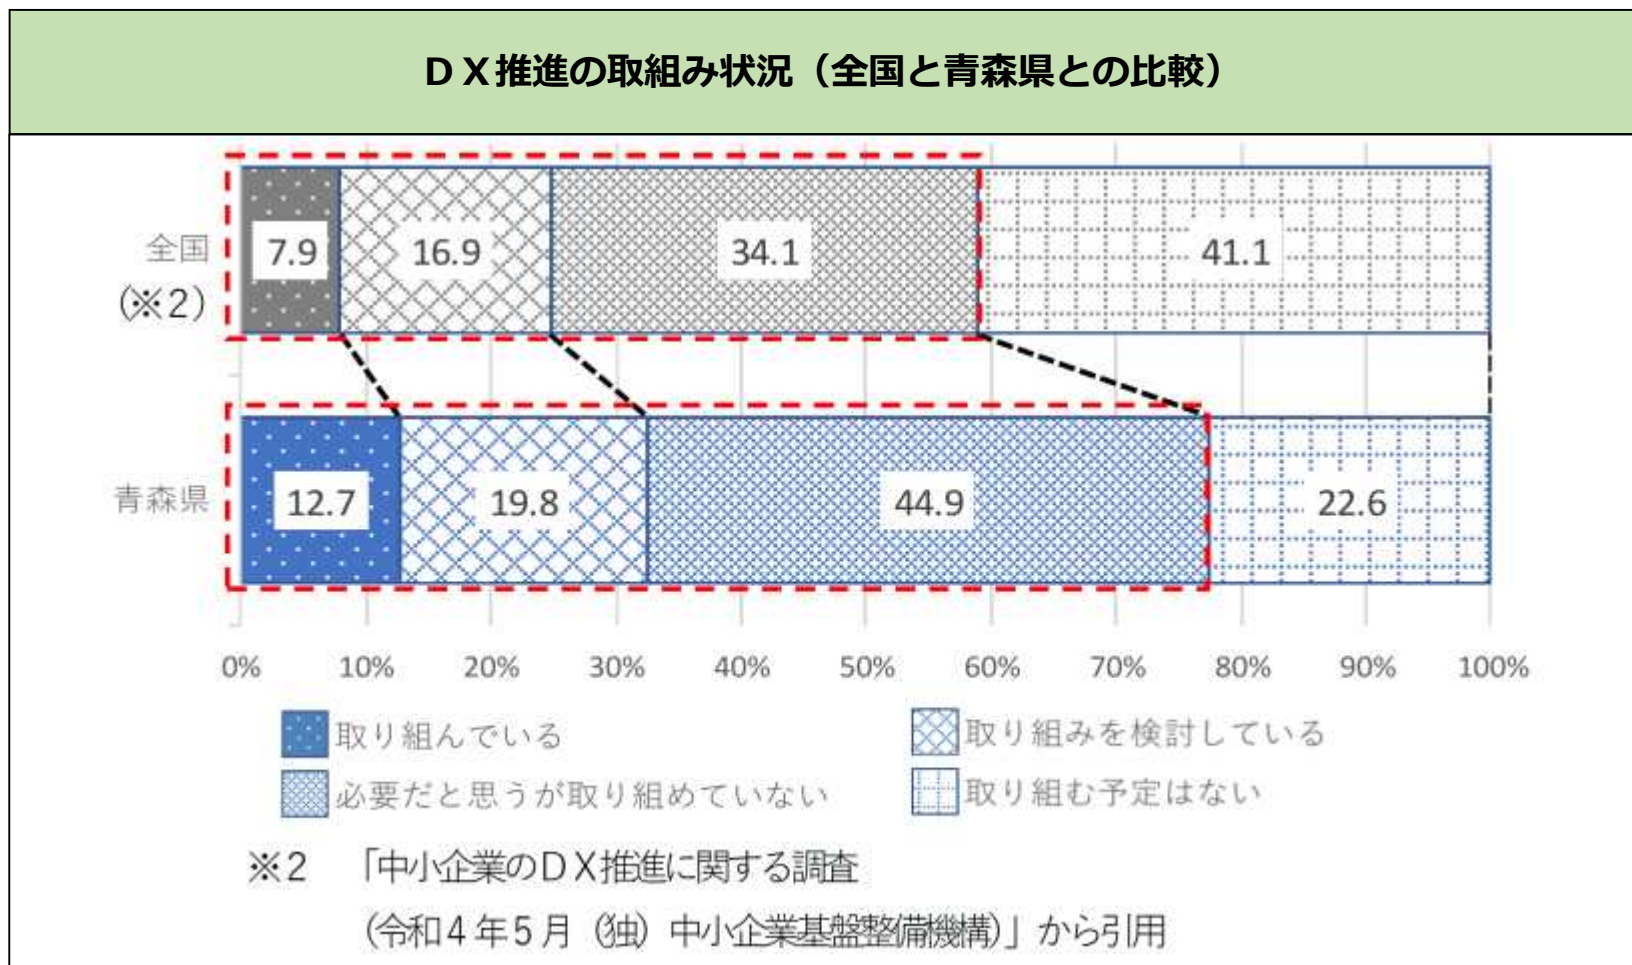 ＤＸ推進の取組み状況（全国と青森県との比較）
全国
(※２)
7.9
16.9
34.1
41.1
青森県
12.7
19.8
44.9
22.6
0%
10%
20%
30%
40%
50%
60%
70%
80%
90%
100%
取り組んでいる
取り組みを検討している
必要だと思うが取り組めていない
取り組む予定はない
※２ 「中小企業のＤＸ推進に関する調査
(令和４年５月（独）中小企業基盤整備機構)」から引用